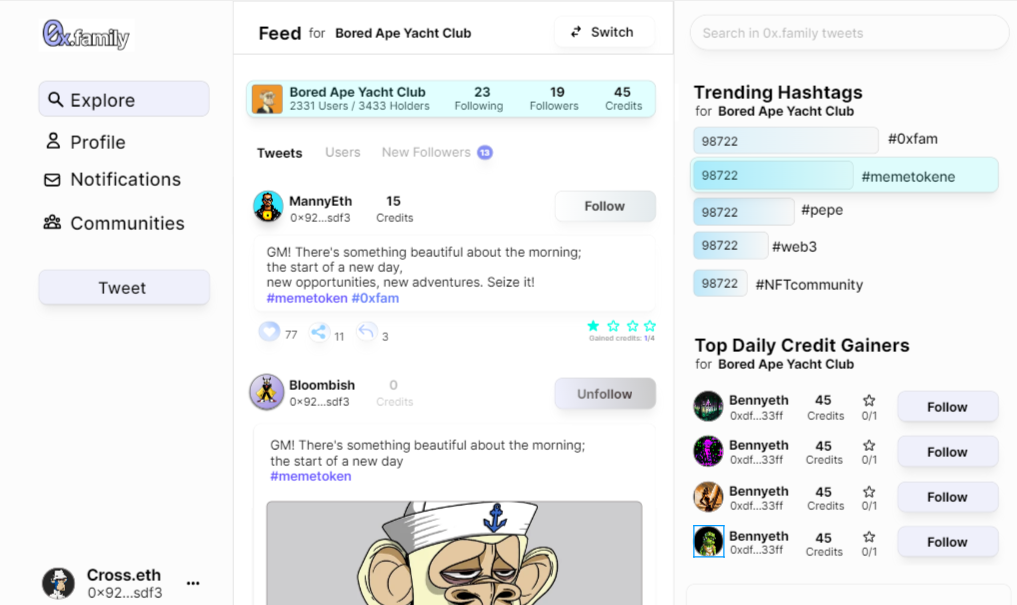 0x.family
Explore
Profile
Notifications
Communities
Tweet
Cross.eth
0×92...sdf3
Feed for Bored Ape Yacht Club
Switch
Bored Ape Yacht Club
2331 Users / 3433 Holders
23
Following
19
Followers
45
Credits
Tweets Users New Followers 13
MannyEth
0×92...sdf3
15
Credits
Follow
GM! There's something beautiful about the morning;
the start of a new day,
new opportunities, new adventures. Seize it!
#memetoken #0xfam
77 11 3
Gained credits: 1/4
Bloombish
0×92...sdf3
0
Credits
Unfollow
GM! There's something beautiful about the morning;
the start of a new day
#memetoken
Search in 0x.family tweets
Trending Hashtags
for Bored Ape Yacht Club
98722 #0xfam
98722 #memetokene
98722 #pepe
98722 #web3
98722 #NFTcommunity
Top Daily Credit Gainers
for Bored Ape Yacht Club
Bennyeth
0xdf...33ff
45
Credits
0/1
Follow
Bennyeth
0xdf...33ff
45
Credits
0/1
Follow
Bennyeth
0xdf...33ff
45
Credits
0/1
Follow
Bennyeth
0xdf...33ff
45
Credits
0/1
Follow